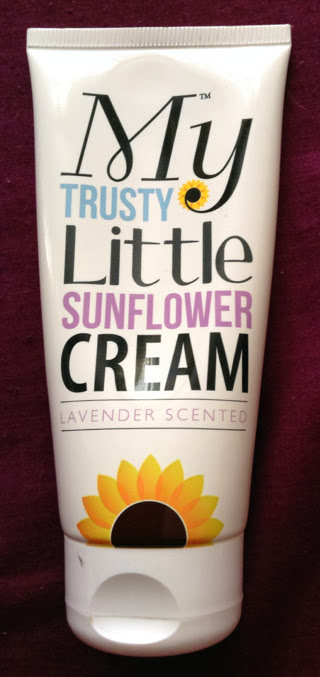 My™
TRUSTY
Little
SUNFLOWER
CREAM
LAVENDER SCENTED